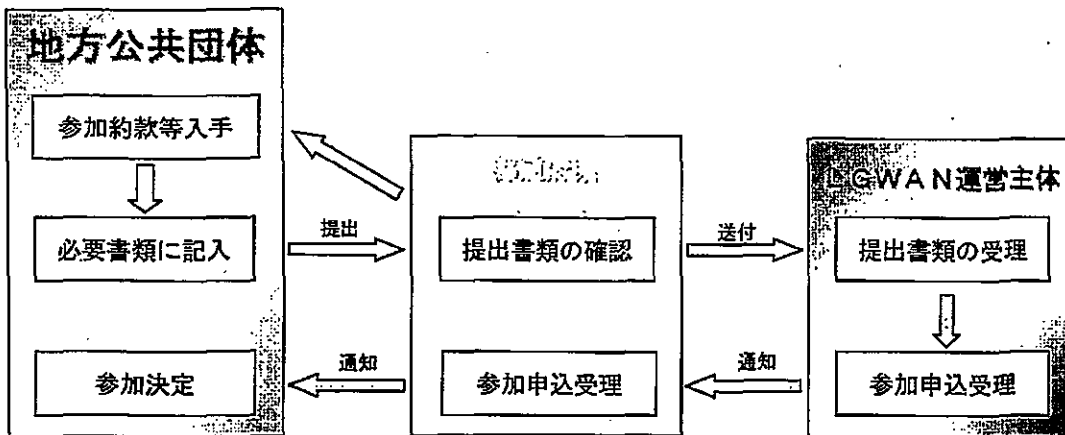 地方公共団体
参加約款等入手
必要書類に記入
参加決定
提出
通知
提出書類の確認
参加申込受理
送付
通知
LGWAN運営主体
提出書類の受理
参加申込受理